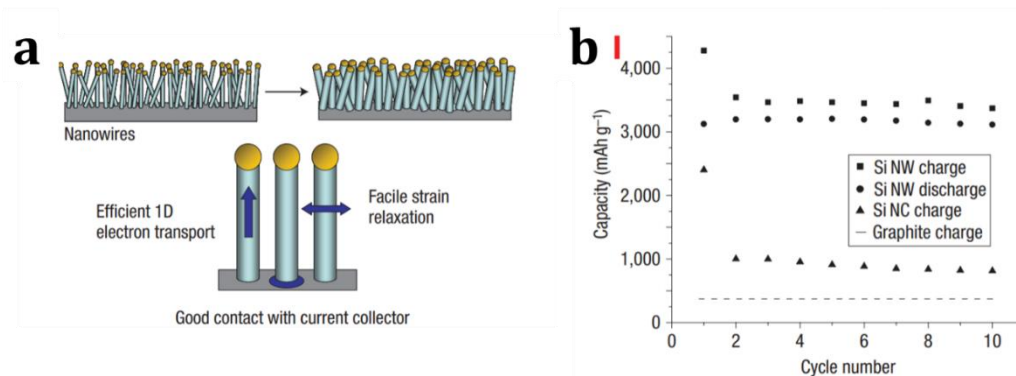 a
Nanowires
Efficient 1D
electron transport
Facile strain
relaxation
Good contact with current collector
b
Capacity (mAh g⁻¹)
4,000
3,000
2,000
1,000
0
Si NW charge
Si NW discharge
Si NC charge
Graphite charge
0 2 4 6 8 10
Cycle number